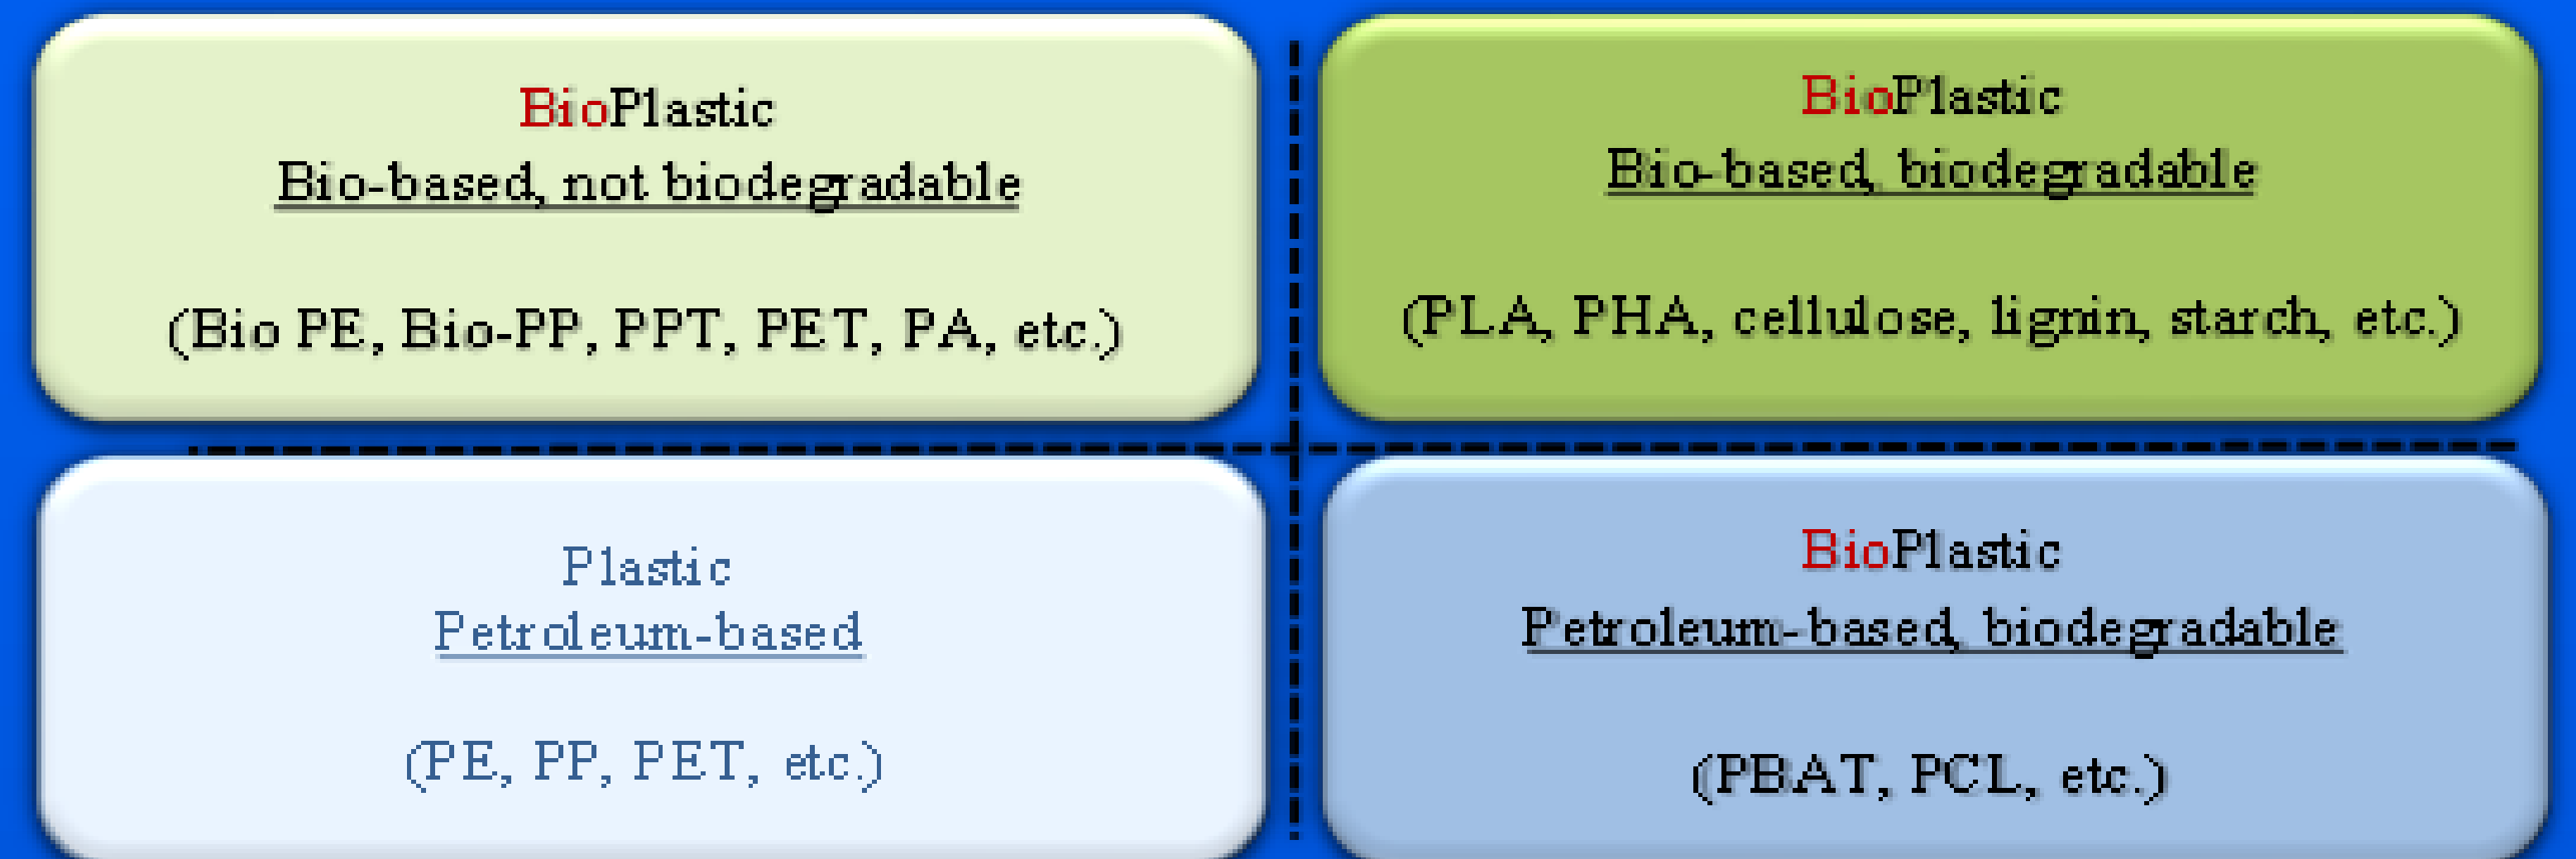 BioPlastic
Bio-based, not biodegradable
(Bio PE, Bio-PP, PPT, PET, PA, etc.)
BioPlastic
Bio-based, biodegradable
(PLA, PHA, cellulose, lignin, starch, etc.)
Plastic
Petroleum-based
(PE, PP, PET, etc.)
BioPlastic
Petroleum-based, biodegradable
(PBAT, PCL, etc.)